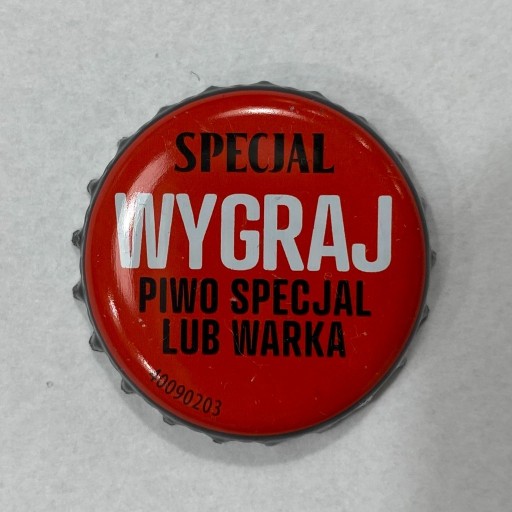 SPECJAL
WYGRAJ
PIWO SPECJAL
LUB WARKA
40090203